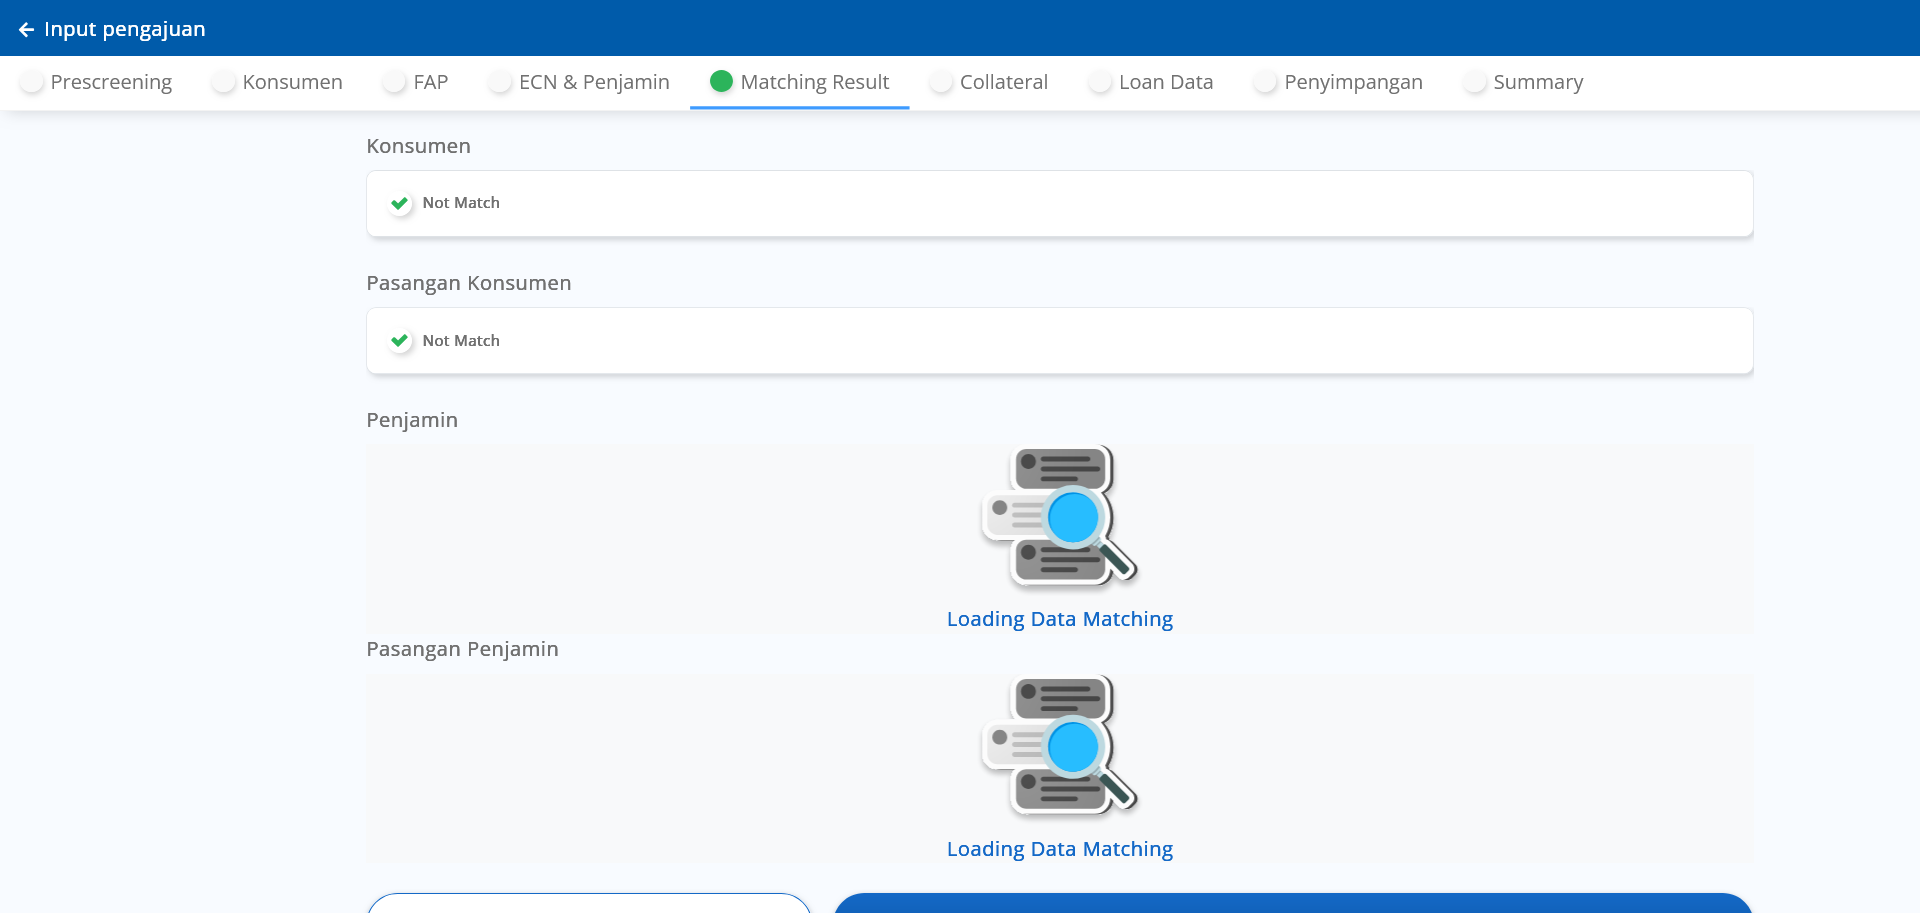 Input pengajuan
Prescreening Konsumen FAP ECN & Penjamin Matching Result Collateral Loan Data Penyimpangan Summary
Konsumen
Not Match
Pasangan Konsumen
Not Match
Penjamin
Loading Data Matching
Pasangan Penjamin
Loading Data Matching